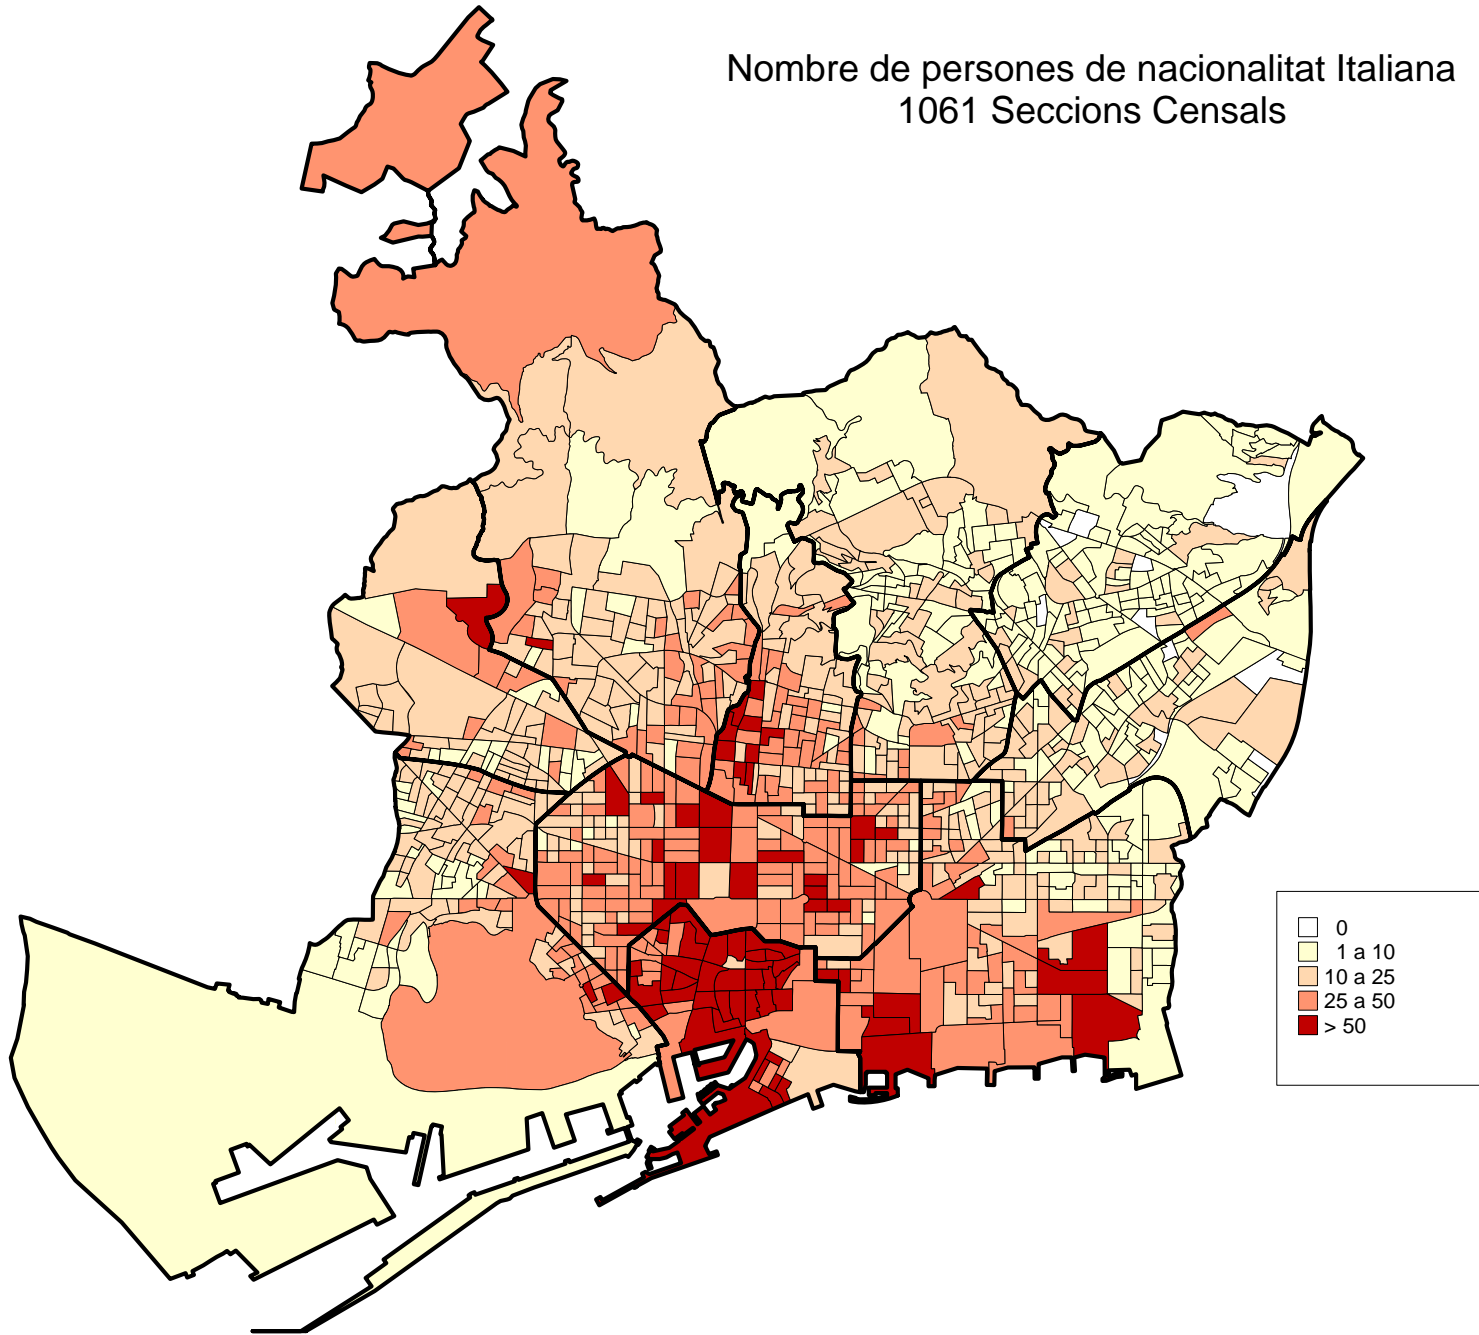 Nombre de persones de nacionalitat Italiana
1061 Seccions Censals
0
1 a 10
10 a 25
25 a 50
> 50